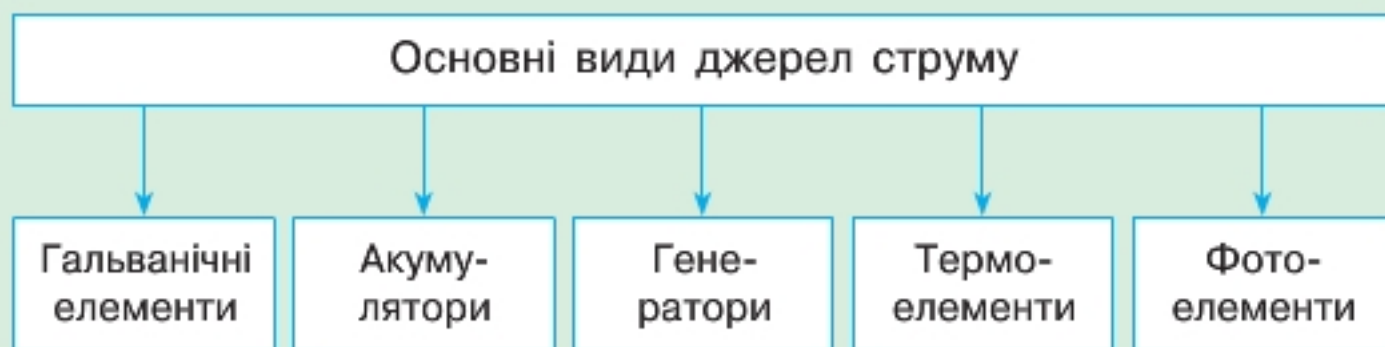 Основні види джерел струму
Гальванічні
елементи
Акуму-
лятори
Гене-
ратори
Термо-
елементи
Фото-
елементи